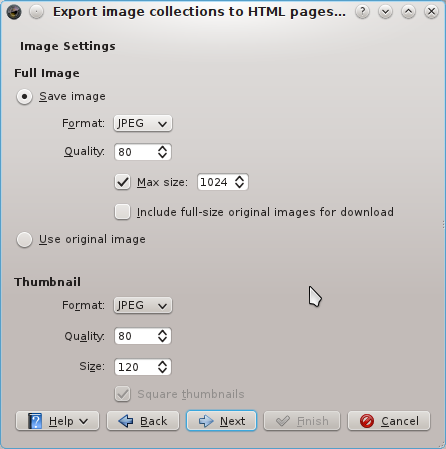 Export image collections to HTML pages...
Image Settings
Full Image
Save image
Format: JPEG
Quality: 80
Max size: 1024
Include full-size original images for download
Use original image
Thumbnail
Format: JPEG
Quality: 80
Size: 120
Square thumbnails
Help Back Next Finish Cancel